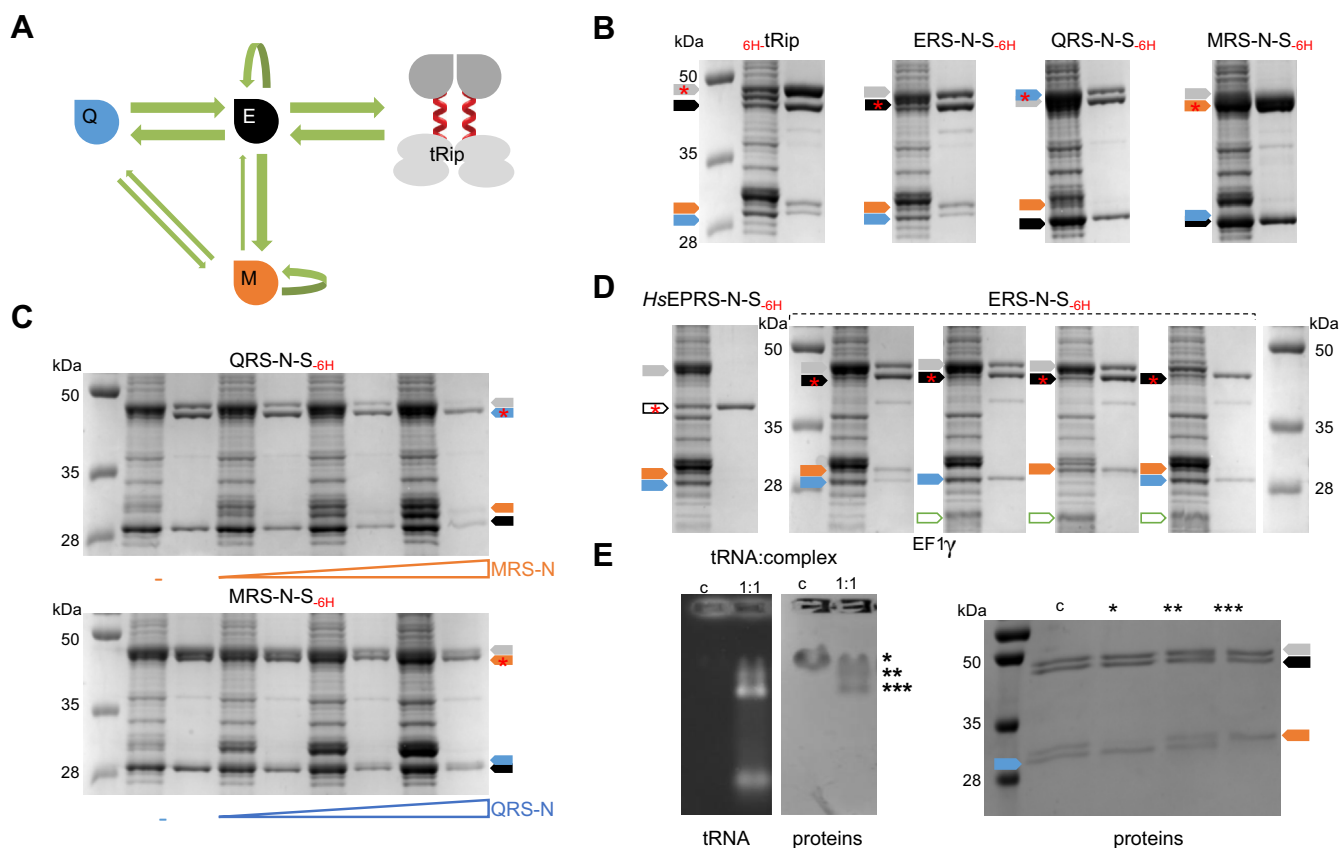 A
Q
E
tRip
M
B
kDa
6H-tRip
ERS-N-S-6H
QRS-N-S-6H
MRS-N-S-6H
50
*
*
*
*
35
28
C
QRS-N-S-6H
kDa
50
*
35
28
-
MRS-N
MRS-N-S-6H
kDa
50
*
35
28
-
QRS-N
D
HsEPRS-N-S-6H
ERS-N-S-6H
kDa
kDa
50
50
*
*
*
*
*
35
35
28
28
EF1γ
E
tRNA:complex
c
1:1
c
1:1
*
**
***
tRNA
proteins
kDa
c
*
**
***
50
35
28
proteins